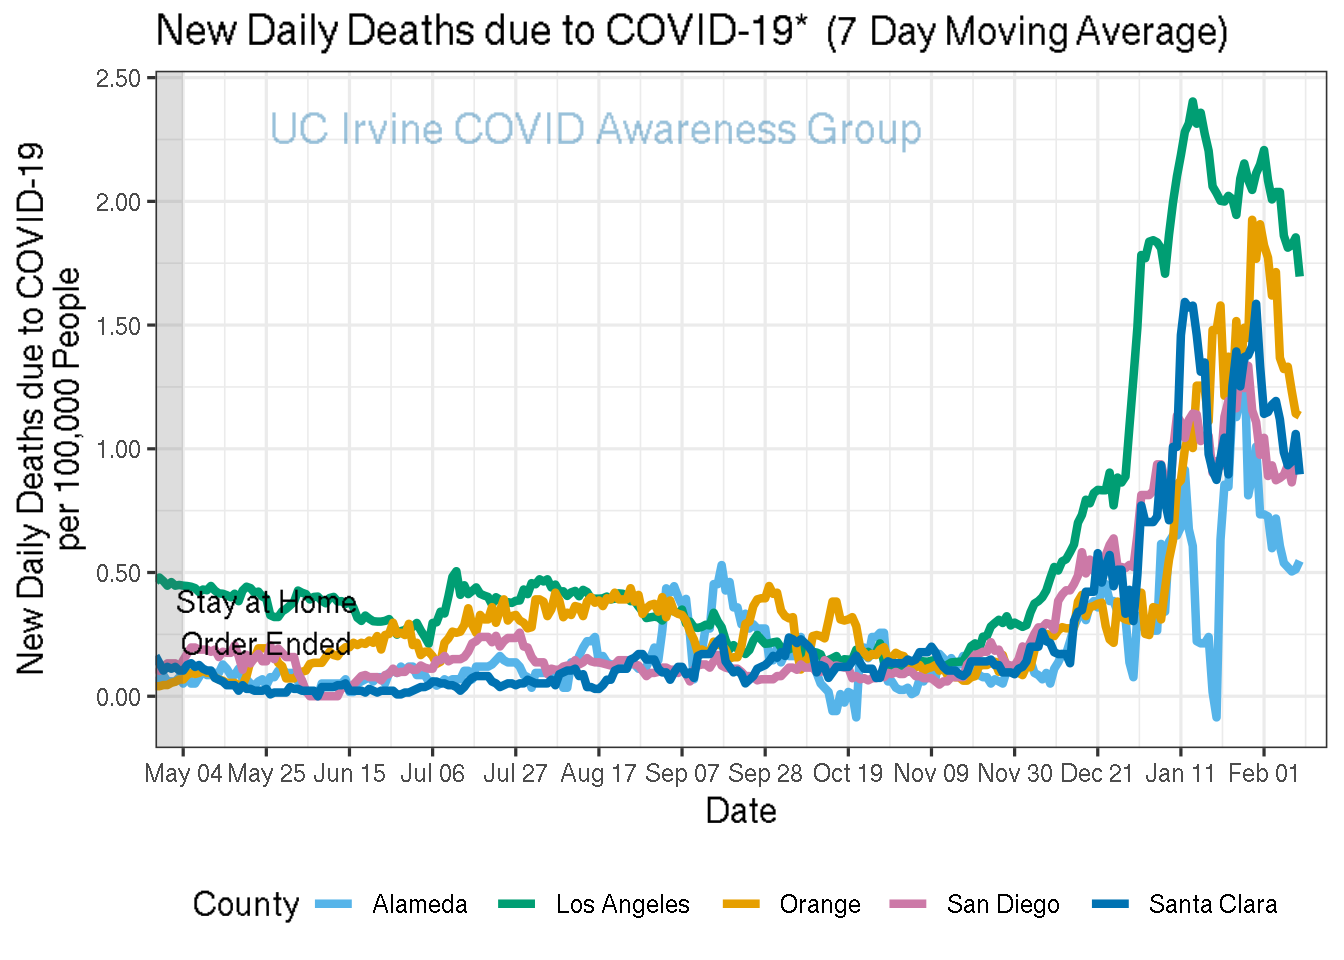 New Daily Deaths due to COVID-19* (7 Day Moving Average)
UC Irvine COVID Awareness Group
New Daily Deaths due to COVID-19
per 100,000 People
2.50
2.00
1.50
1.00
0.50
0.00
Stay at Home
Order Ended
May 04 May 25 Jun 15 Jul 06 Jul 27 Aug 17 Sep 07 Sep 28 Oct 19 Nov 09 Nov 30 Dec 21 Jan 11 Feb 01
Date
County Alameda Los Angeles Orange San Diego Santa Clara